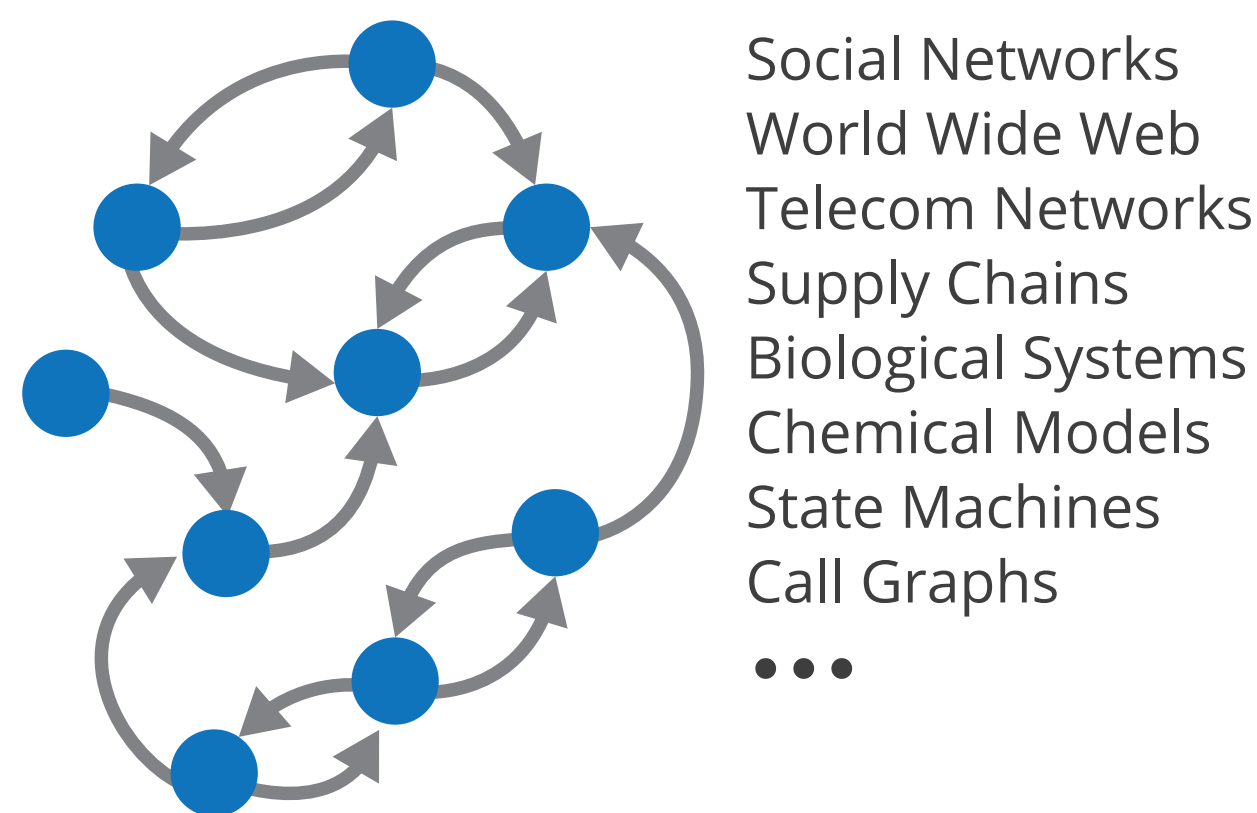 Social Networks
World Wide Web
Telecom Networks
Supply Chains
Biological Systems
Chemical Models
State Machines
Call Graphs
•••